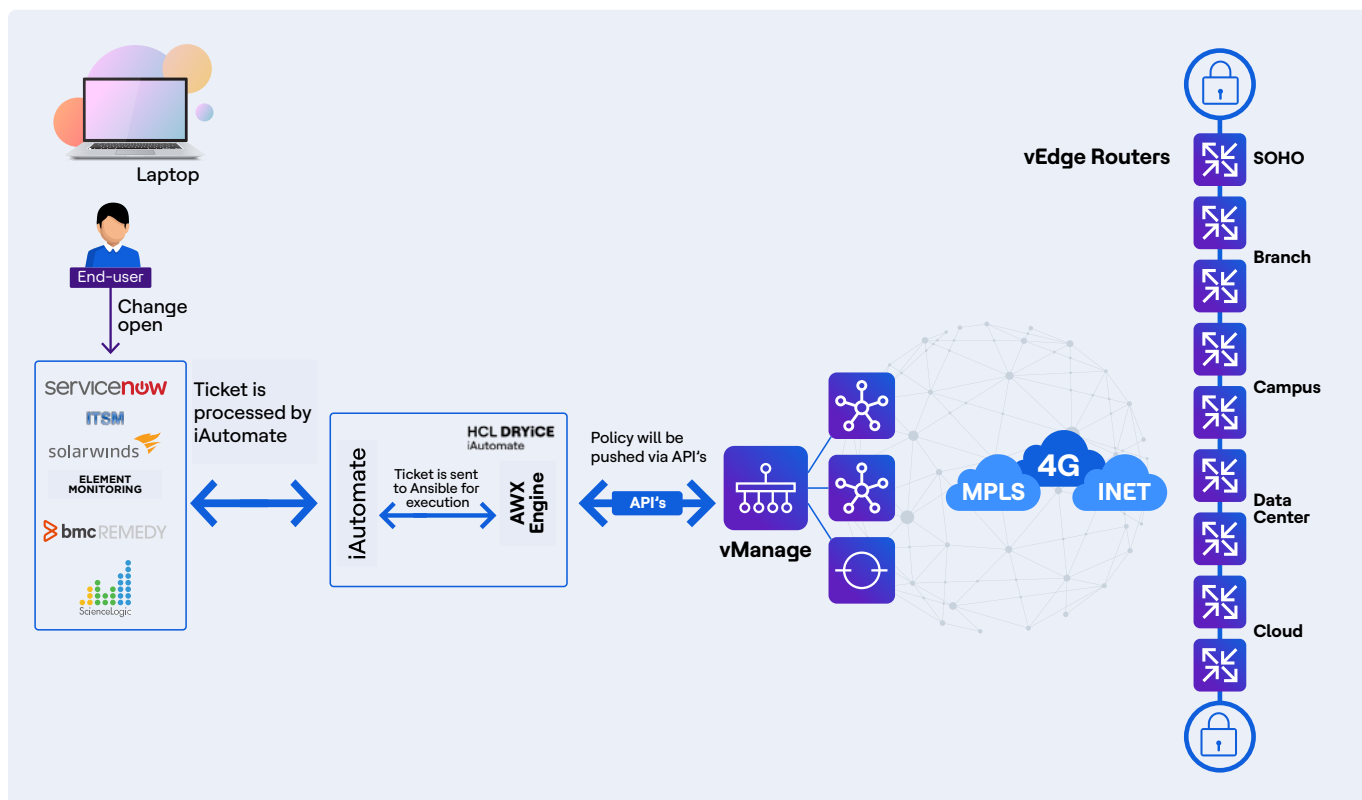 Laptop
End-user
Change
open
servicenow
ITSM
solarwinds
ELEMENT
MONITORING
bmc REMEDY
ScienceLogic
Ticket is
processed by
iAutomate
HCL DRYiCE
iAutomate
iAutomate
Ticket is sent
to Ansible for
execution
AWX
Engine
Policy will be
pushed via API's
API's
vManage
MPLS
4G
INET
vEdge Routers
SOHO
Branch
Campus
Data
Center
Cloud